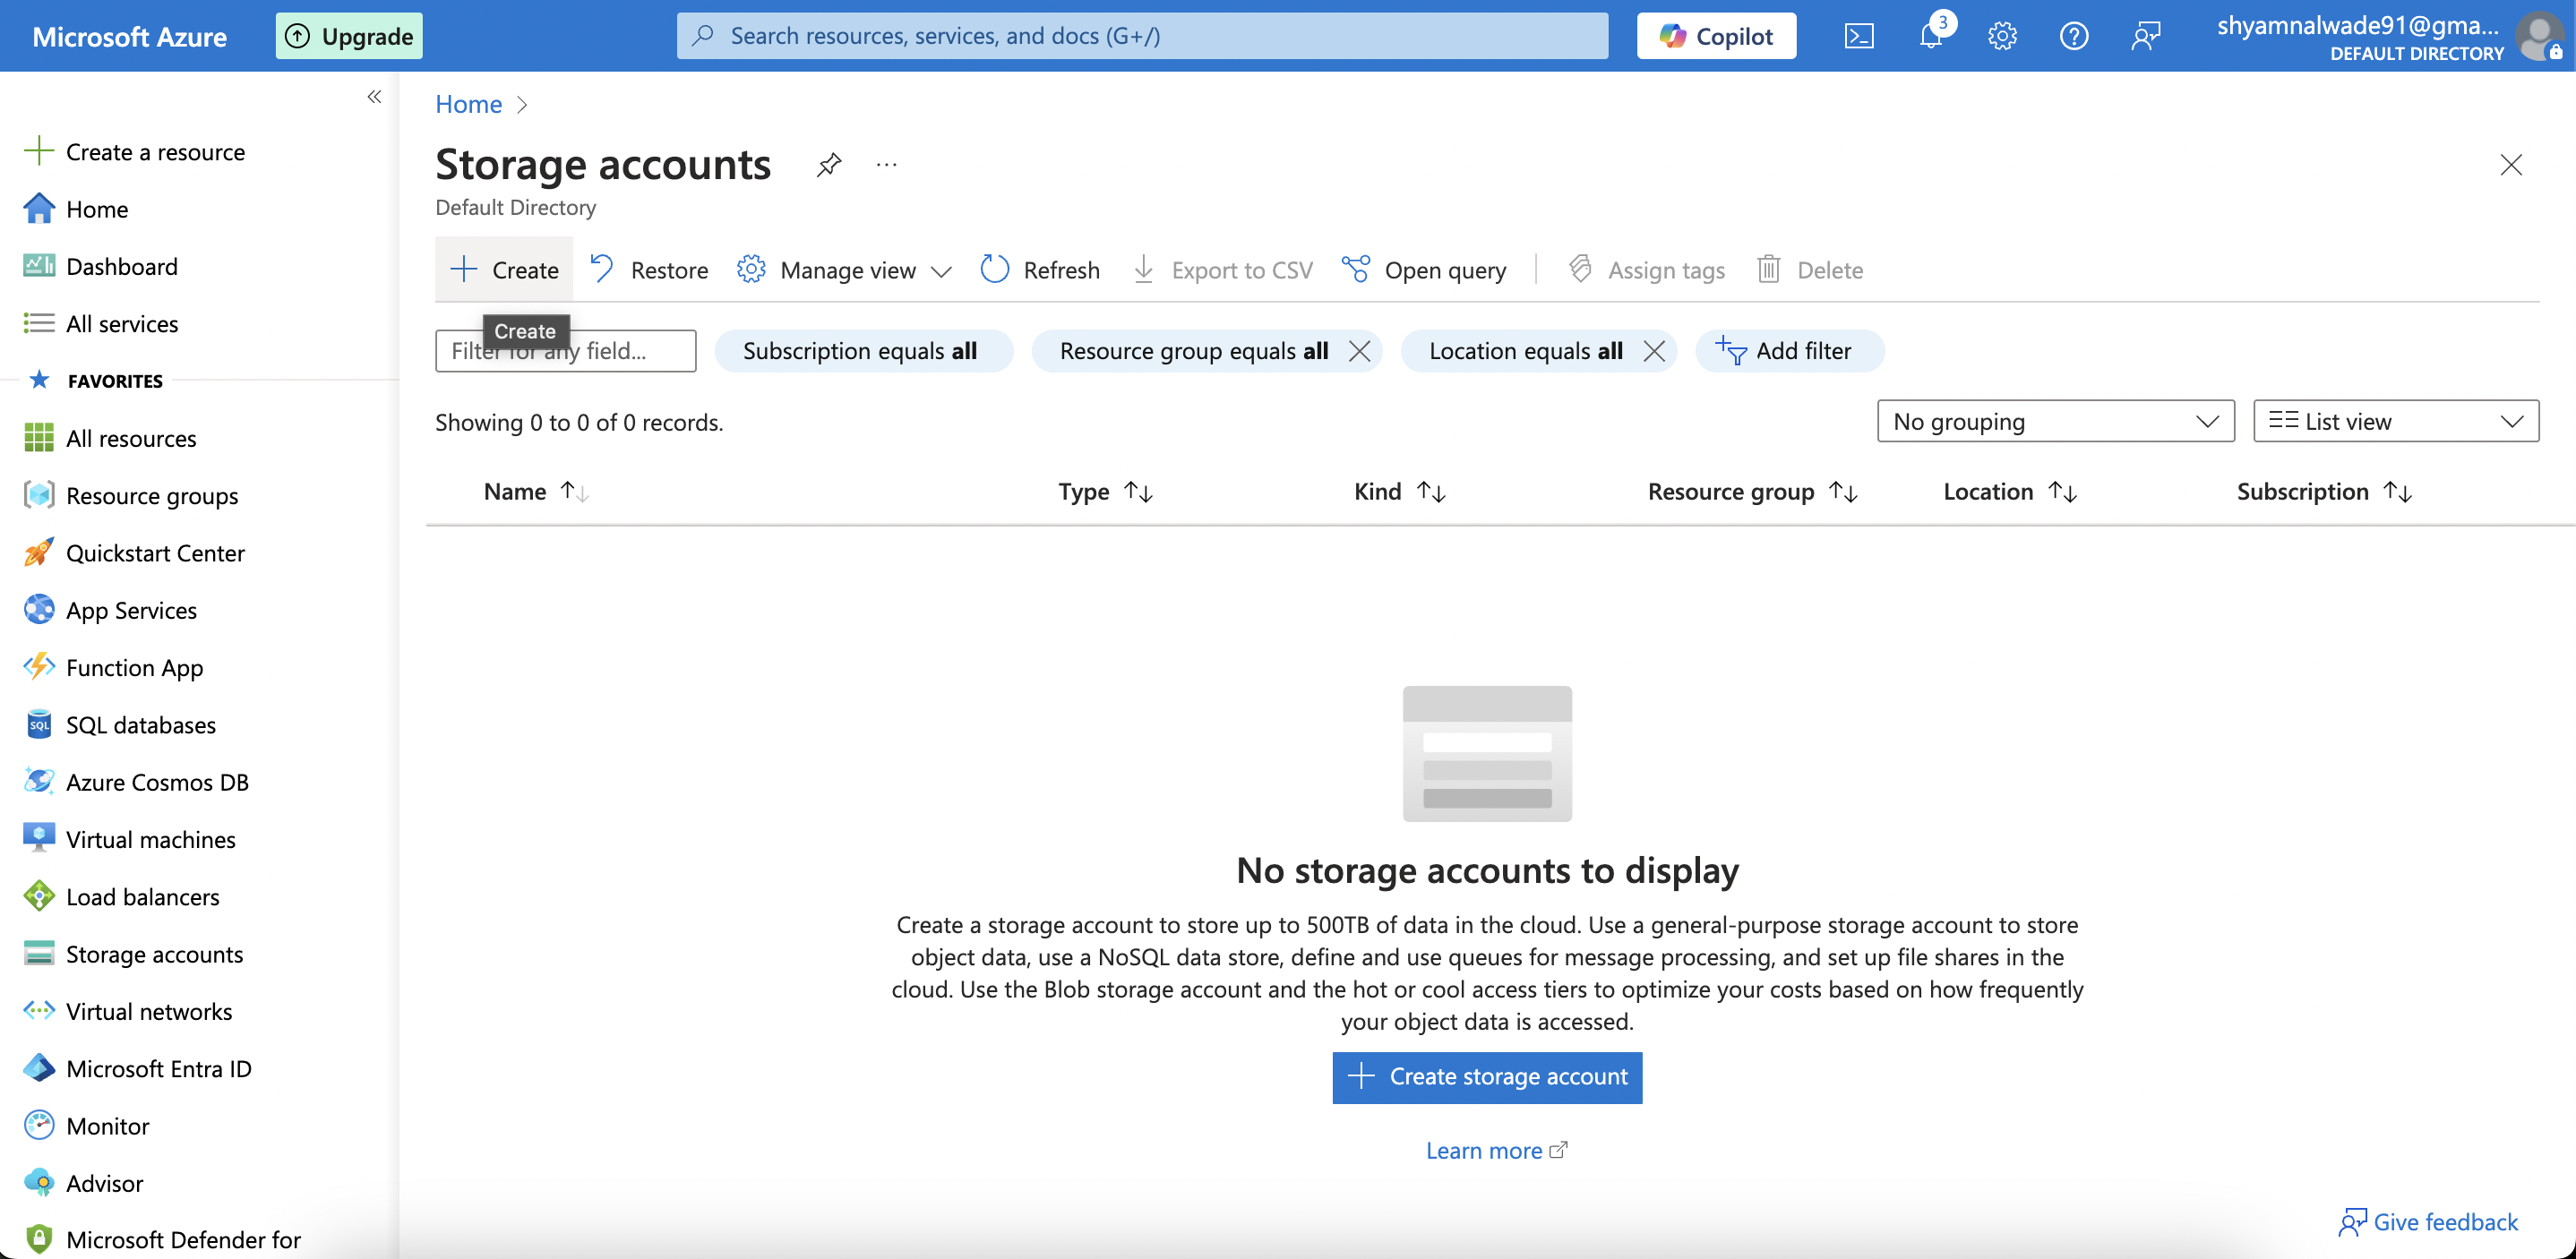 Microsoft Azure
Upgrade
Search resources, services, and docs (G+/)
Copilot
3
shyamnalwade91@gma...
DEFAULT DIRECTORY
Create a resource
Home
Dashboard
All services
FAVORITES
All resources
Resource groups
Quickstart Center
App Services
Function App
SQL
SQL databases
Azure Cosmos DB
Virtual machines
Load balancers
Storage accounts
Virtual networks
Microsoft Entra ID
Monitor
Advisor
Microsoft Defender for
Home
Storage accounts
Default Directory
Create
Restore
Manage view
Refresh
Export to CSV
Open query
Assign tags
Delete
Create
Filter for any field...
Subscription equals all
Resource group equals all
Location equals all
Add filter
Showing 0 to 0 of 0 records.
No grouping
List view
Name
Type
Kind
Resource group
Location
Subscription
No storage accounts to display
Create a storage account to store up to 500TB of data in the cloud. Use a general-purpose storage account to store
object data, use a NoSQL data store, define and use queues for message processing, and set up file shares in the
cloud. Use the Blob storage account and the hot or cool access tiers to optimize your costs based on how frequently
your object data is accessed.
Create storage account
Learn more
Give feedback